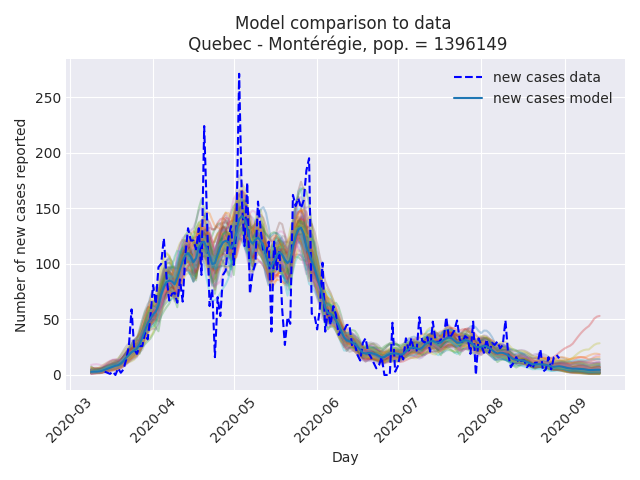 Model comparison to data
Quebec - Montérégie, pop. = 1396149
new cases data
new cases model
Number of new cases reported
250
200
150
100
50
0
2020-03
2020-04
2020-05
2020-06
2020-07
2020-08
2020-09
Day